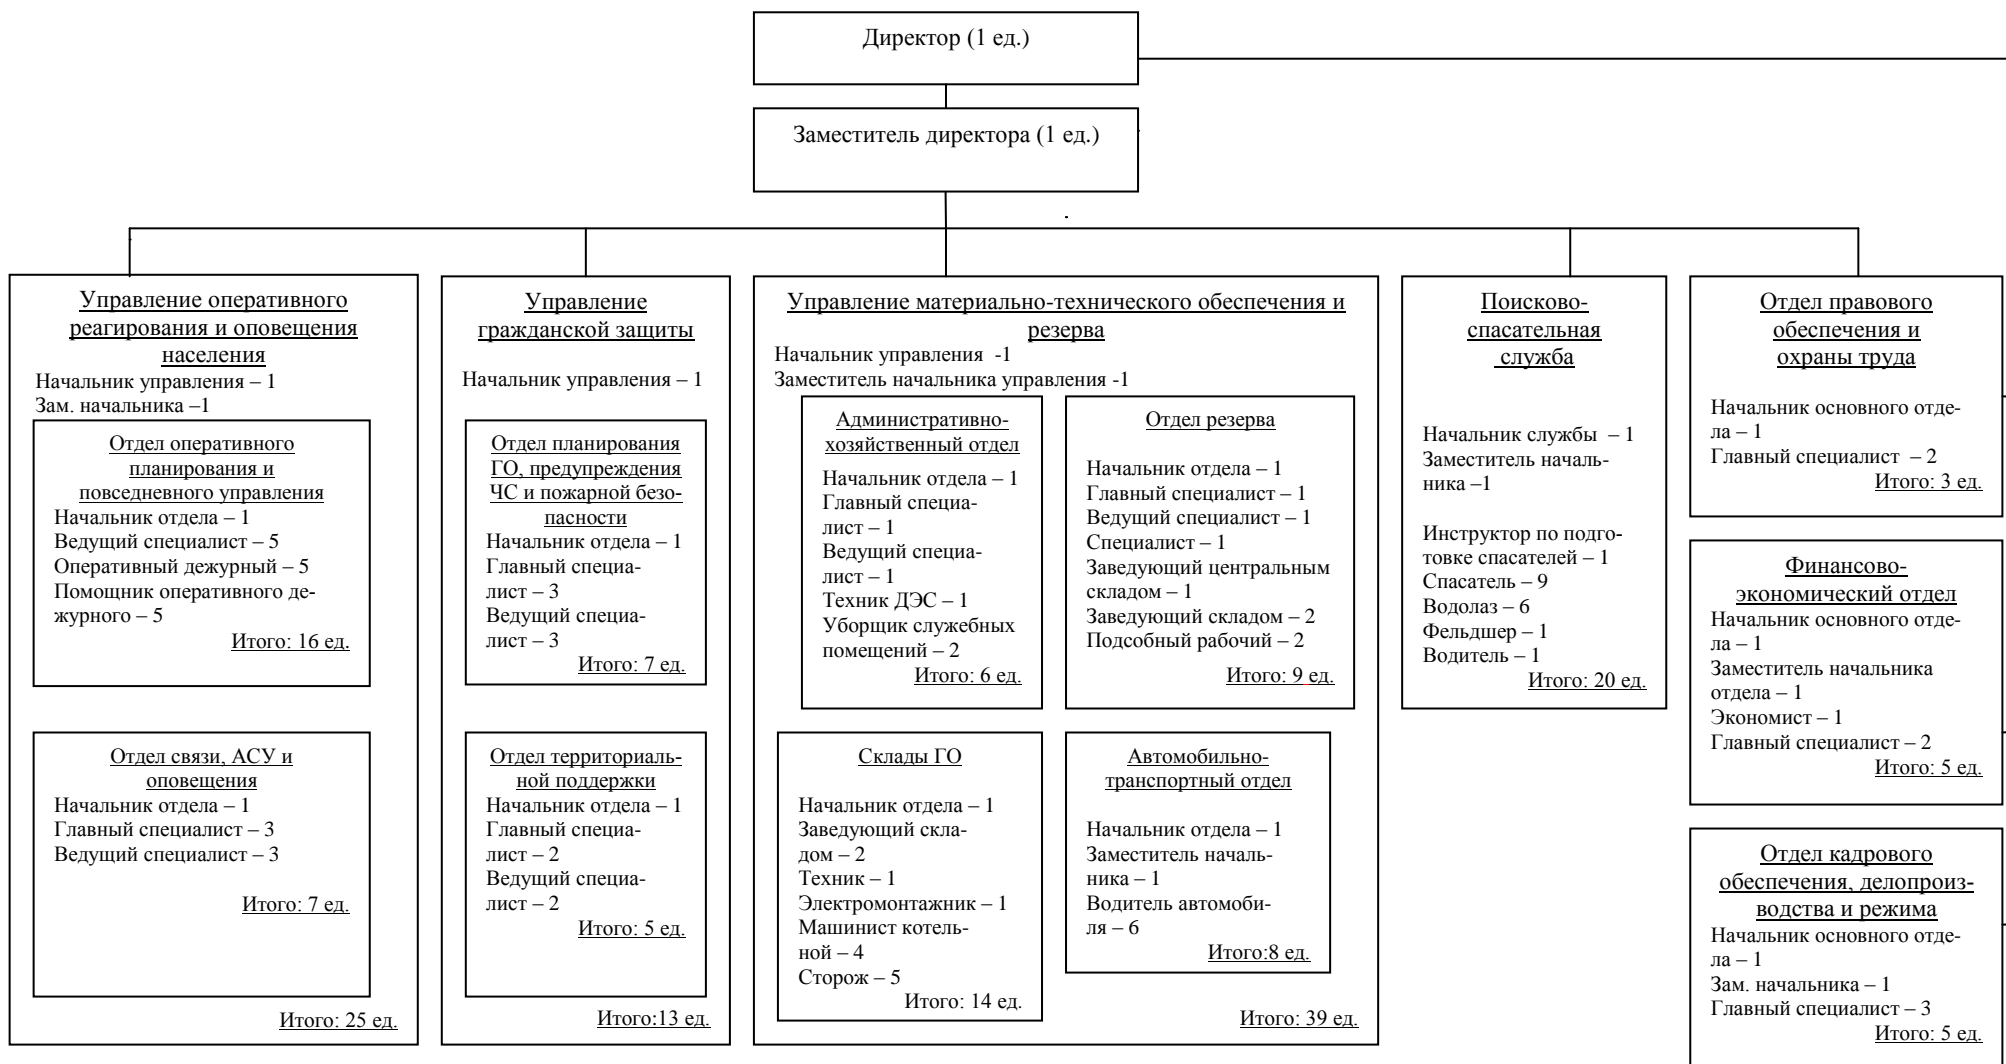 Директор (1 ед.)
Заместитель директора (1 ед.)
Управление оперативного
реагирования и оповещения
населения
Начальник управления – 1
Зам. начальника –1
Отдел оперативного
планирования и
повседневного управления
Начальник отдела – 1
Ведущий специалист – 5
Оперативный дежурный – 5
Помощник оперативного де-
журного – 5
Итого: 16 ед.
Отдел связи, АСУ и
оповещения
Начальник отдела – 1
Главный специалист – 3
Ведущий специалист – 3
Итого: 7 ед.
Итого: 25 ед.
Управление
гражданской защиты
Начальник управления – 1
Отдел планирования
ГО, предупреждения
ЧС и пожарной безо-
пасности
Начальник отдела – 1
Главный специа-
лист – 3
Ведущий специа-
лист – 3
Итого: 7 ед.
Отдел территориаль-
ной поддержки
Начальник отдела – 1
Главный специа-
лист – 2
Ведущий специа-
лист – 2
Итого: 5 ед.
Итого:13 ед.
Управление материально-технического обеспечения и
резерва
Начальник управления -1
Заместитель начальника управления -1
Административно-
хозяйственный отдел
Начальник отдела – 1
Главный специа-
лист – 1
Ведущий специа-
лист – 1
Техник ДЭС – 1
Уборщик служебных
помещений – 2
Итого: 6 ед.
Отдел резерва
Начальник отдела – 1
Главный специалист – 1
Ведущий специалист – 1
Специалист – 1
Заведующий центральным
складом – 1
Заведующий складом – 2
Подсобный рабочий – 2
Итого: 9 ед.
Склады ГО
Начальник отдела – 1
Заведующий скла-
дом – 2
Техник – 1
Электромонтажник – 1
Машинист котель-
ной – 4
Сторож – 5
Итого: 14 ед.
Автомобильно-
транспортный отдел
Начальник отдела – 1
Заместитель началь-
ника – 1
Водитель автомоби-
ля – 6
Итого:8 ед.
Итого: 39 ед.
Поисково-
спасательная
служба
Начальник службы – 1
Заместитель началь-
ника –1
Инструктор по подго-
товке спасателей – 1
Спасатель – 9
Водолаз – 6
Фельдшер – 1
Водитель – 1
Итого: 20 ед.
Отдел правового
обеспечения и
охраны труда
Начальник основного отде-
ла – 1
Главный специалист – 2
Итого: 3 ед.
Финансово-
экономический отдел
Начальник основного отде-
ла – 1
Заместитель начальника
отдела – 1
Экономист – 1
Главный специалист – 2
Итого: 5 ед.
Отдел кадрового
обеспечения, делопроиз-
водства и режима
Начальник основного отде-
ла – 1
Зам. начальника – 1
Главный специалист – 3
Итого: 5 ед.